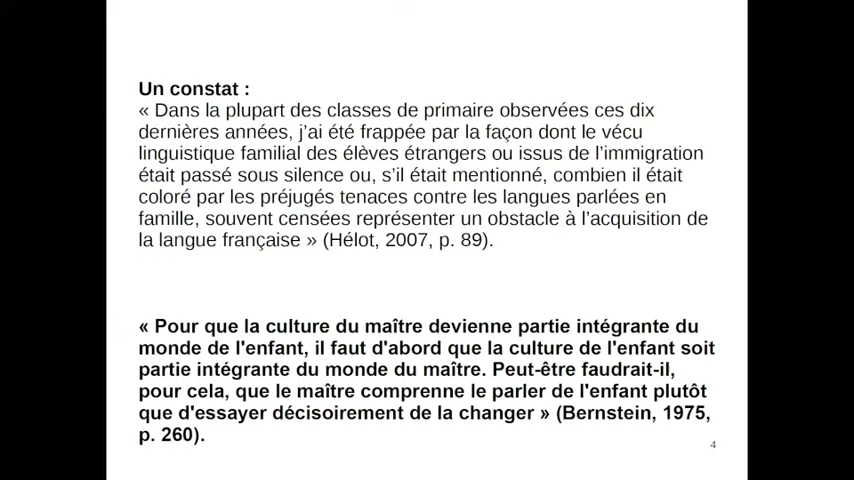 Un constat :
« Dans la plupart des classes de primaire observées ces dix
dernières années, j'ai été frappée par la façon dont le vécu
linguistique familial des élèves étrangers ou issus de l'immigration
était passé sous silence ou, s'il était mentionné, combien il était
coloré par les préjugés tenaces contre les langues parlées en
famille, souvent censées représenter un obstacle à l'acquisition de
la langue française » (Hélot, 2007, p. 89).
« Pour que la culture du maître devienne partie intégrante du
monde de l'enfant, il faut d'abord que la culture de l'enfant soit
partie intégrante du monde du maître. Peut-être faudrait-il,
pour cela, que le maître comprenne le parler de l'enfant plutôt
que d'essayer décisoirement de la changer » (Bernstein, 1975,
p. 260).
4